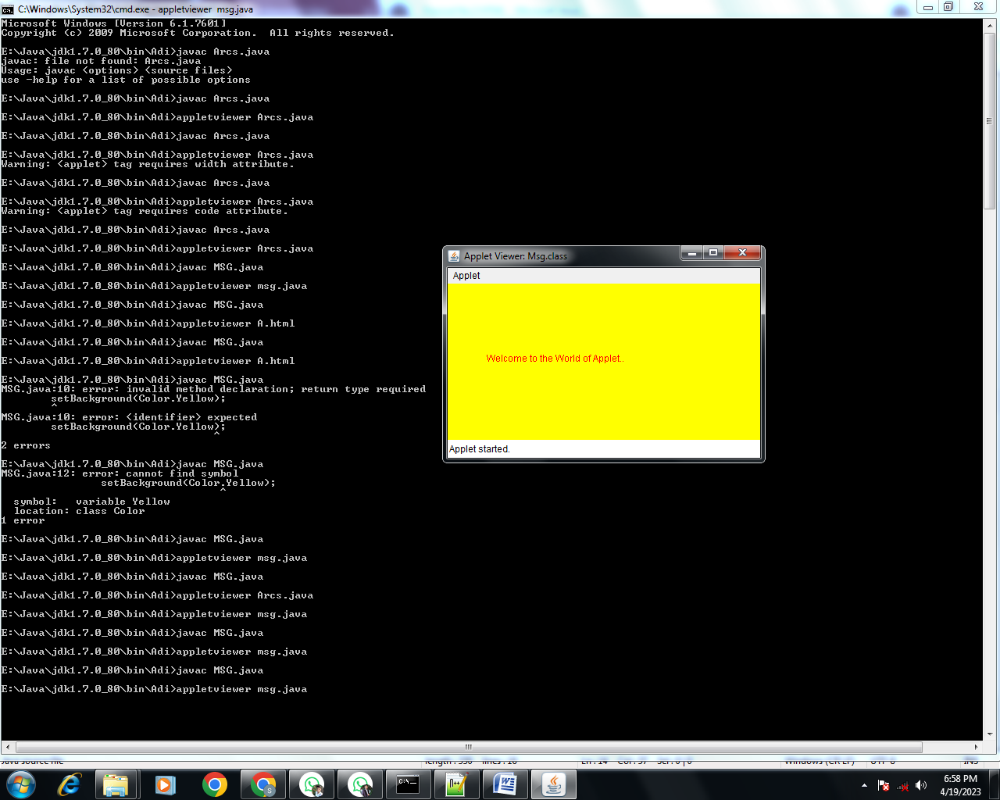 C:\Windows\System32\cmd.exe - appletviewer  msg.java
Microsoft Windows [Version 6.1.7601]
Copyright (c) 2009 Microsoft Corporation.  All rights reserved.
E:\Java\jdk1.7.0_80\bin\Adi>javac Arcs.java
javac: file not found: Arcs.java
Usage: javac <options> <source files>
use -help for a list of possible options
E:\Java\jdk1.7.0_80\bin\Adi>javac Arcs.java
E:\Java\jdk1.7.0_80\bin\Adi>appletviewer Arcs.java
E:\Java\jdk1.7.0_80\bin\Adi>javac Arcs.java
E:\Java\jdk1.7.0_80\bin\Adi>appletviewer Arcs.java
Warning: <applet> tag requires width attribute.
E:\Java\jdk1.7.0_80\bin\Adi>javac Arcs.java
E:\Java\jdk1.7.0_80\bin\Adi>appletviewer Arcs.java
Warning: <applet> tag requires code attribute.
E:\Java\jdk1.7.0_80\bin\Adi>javac Arcs.java
E:\Java\jdk1.7.0_80\bin\Adi>appletviewer Arcs.java
E:\Java\jdk1.7.0_80\bin\Adi>javac MSG.java
E:\Java\jdk1.7.0_80\bin\Adi>appletviewer msg.java
E:\Java\jdk1.7.0_80\bin\Adi>javac MSG.java
E:\Java\jdk1.7.0_80\bin\Adi>appletviewer A.html
E:\Java\jdk1.7.0_80\bin\Adi>javac MSG.java
E:\Java\jdk1.7.0_80\bin\Adi>appletviewer A.html
E:\Java\jdk1.7.0_80\bin\Adi>javac MSG.java
MSG.java:10: error: invalid method declaration; return type required
        setBackground(Color.Yellow);
        ^
MSG.java:10: error: <identifier> expected
        setBackground(Color.Yellow);
                                  ^
2 errors
E:\Java\jdk1.7.0_80\bin\Adi>javac MSG.java
MSG.java:12: error: cannot find symbol
                setBackground(Color.Yellow);
                                   ^
  symbol:   variable Yellow
  location: class Color
1 error
E:\Java\jdk1.7.0_80\bin\Adi>javac MSG.java
E:\Java\jdk1.7.0_80\bin\Adi>appletviewer msg.java
E:\Java\jdk1.7.0_80\bin\Adi>javac MSG.java
E:\Java\jdk1.7.0_80\bin\Adi>appletviewer Arcs.java
E:\Java\jdk1.7.0_80\bin\Adi>appletviewer msg.java
E:\Java\jdk1.7.0_80\bin\Adi>javac MSG.java
E:\Java\jdk1.7.0_80\bin\Adi>appletviewer msg.java
E:\Java\jdk1.7.0_80\bin\Adi>javac MSG.java
E:\Java\jdk1.7.0_80\bin\Adi>appletviewer msg.java
Applet Viewer: Msg.class
Applet
Welcome to the World of Applet..
Applet started.
6:58 PM
4/19/2023